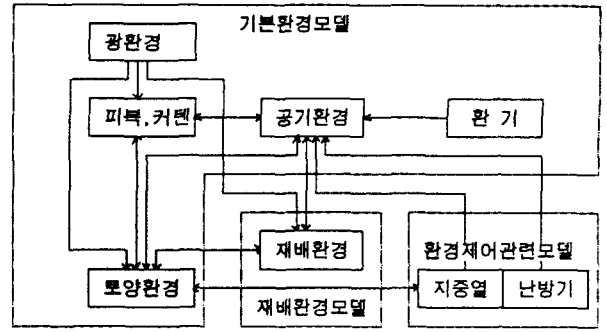 기본환경모델
광환경
피복,커텐
공기환경
환 기
재배환경
환경제어관련모델
토양환경
재배환경모델
지중열
난방기